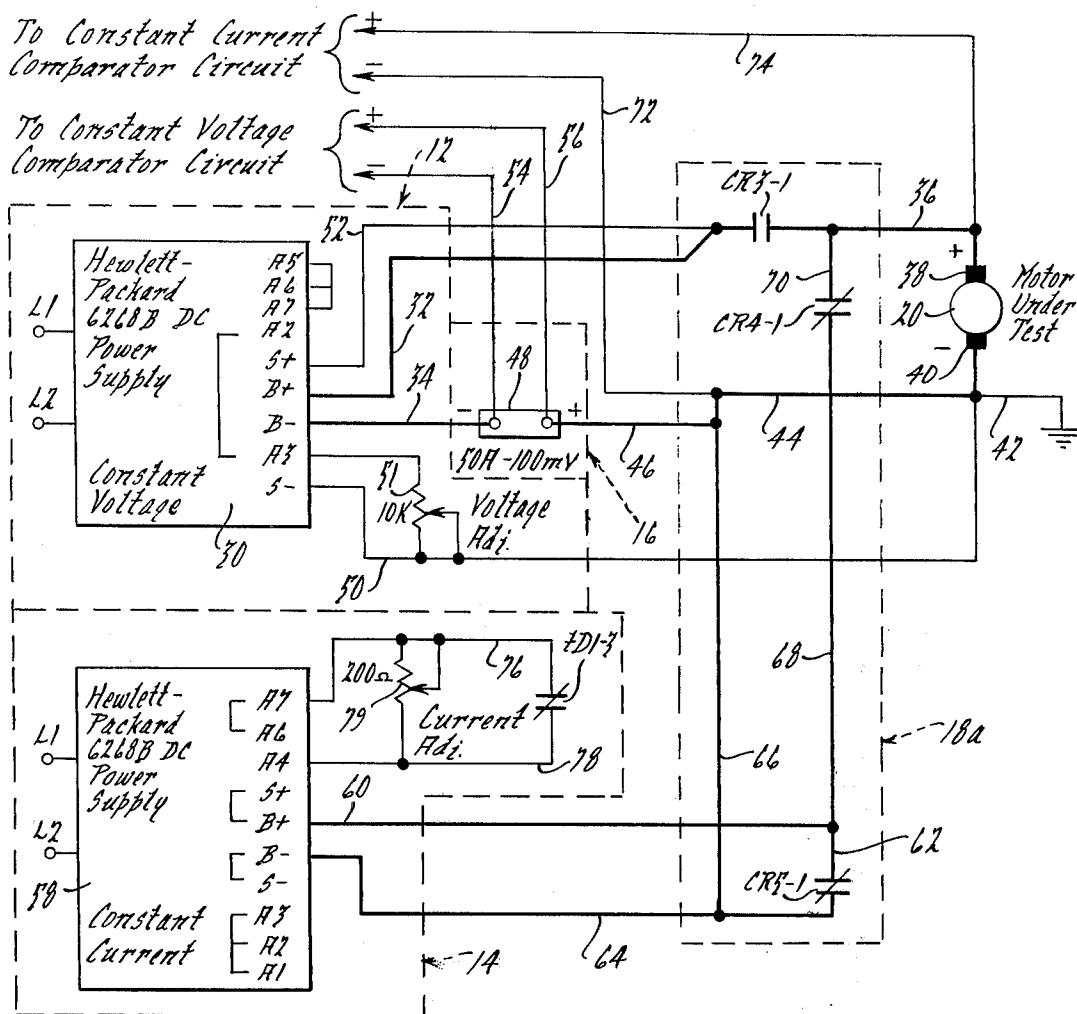 To Constant Current
Comparator Circuit
+
−
74
72
To Constant Voltage
Comparator Circuit
+
−
12
54
56
CR3-1
36
52
Hewlett-
Packard
6268B DC
Power
Supply
L1
L2
A5
A6
A7
A2
S+
B+
B-
A3
S-
Constant
Voltage
30
32
34
48
−
+
50A-100mV
46
16
51
10K
Voltage
Adj.
50
70
CR4-1
+
38
20
Motor
Under
Test
−
40
44
42
68
66
18a
Hewlett-
Packard
6268B DC
Power
Supply
L1
L2
58
A7
A6
A4
S+
B+
B-
S-
A3
A2
A1
Constant
Current
200Ω
79
76
Current
Adj.
78
60
62
CR5-1
64
14